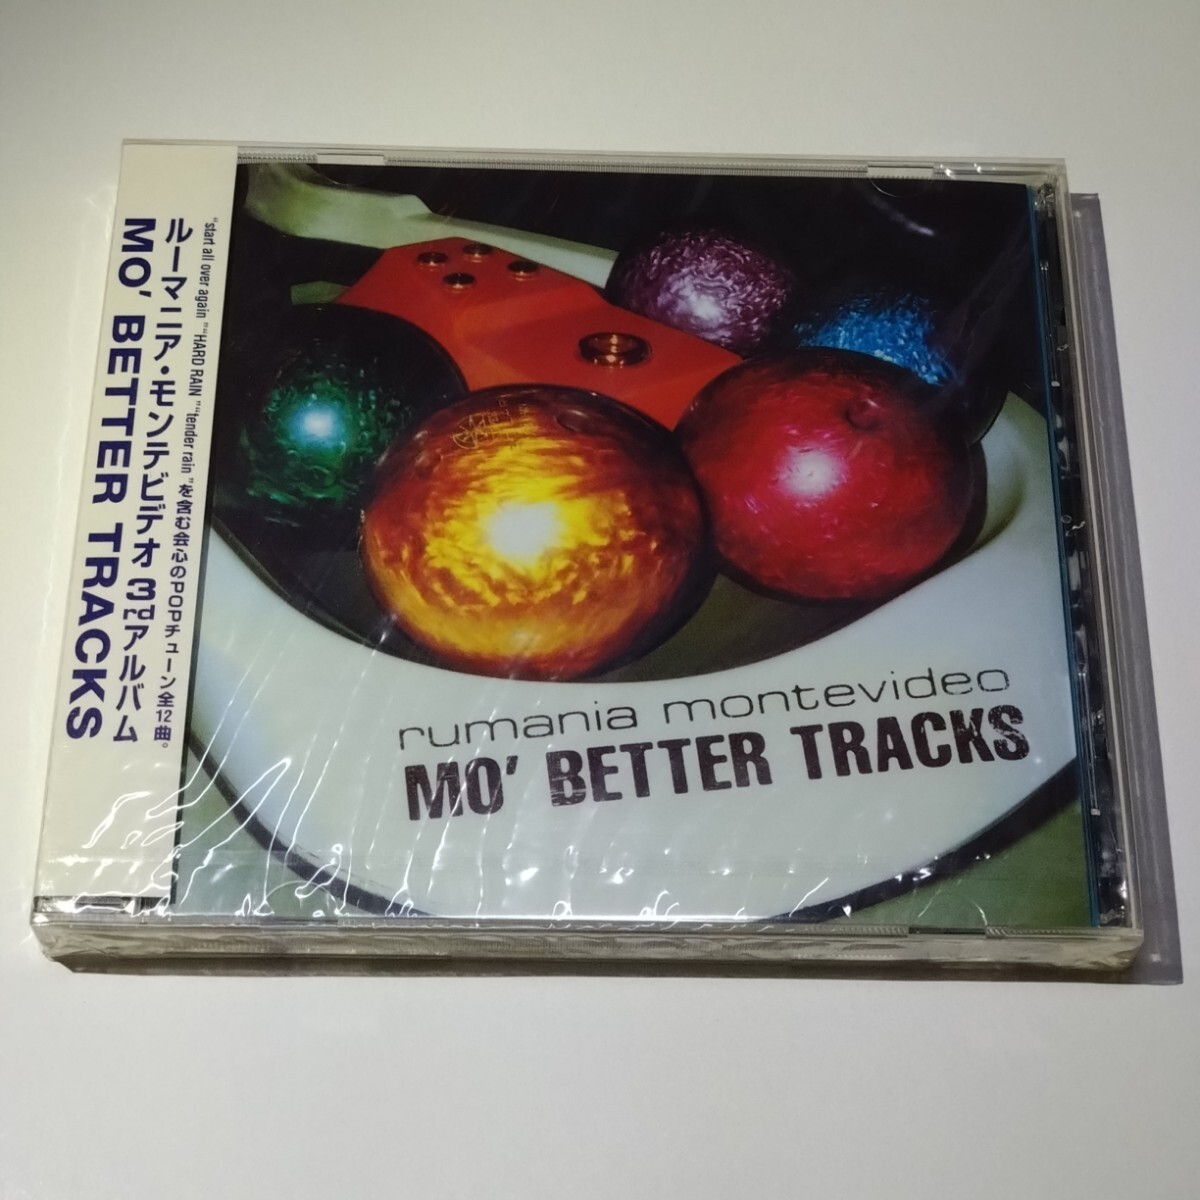 "start all over again" "HARD RAIN" "tender rain" を含む会心のPOPチューン全12曲。
ルーマニア・モンテビデオ 3rdアルバム
MO' BETTER TRACKS
rumania montevideo
MO' BETTER TRACKS